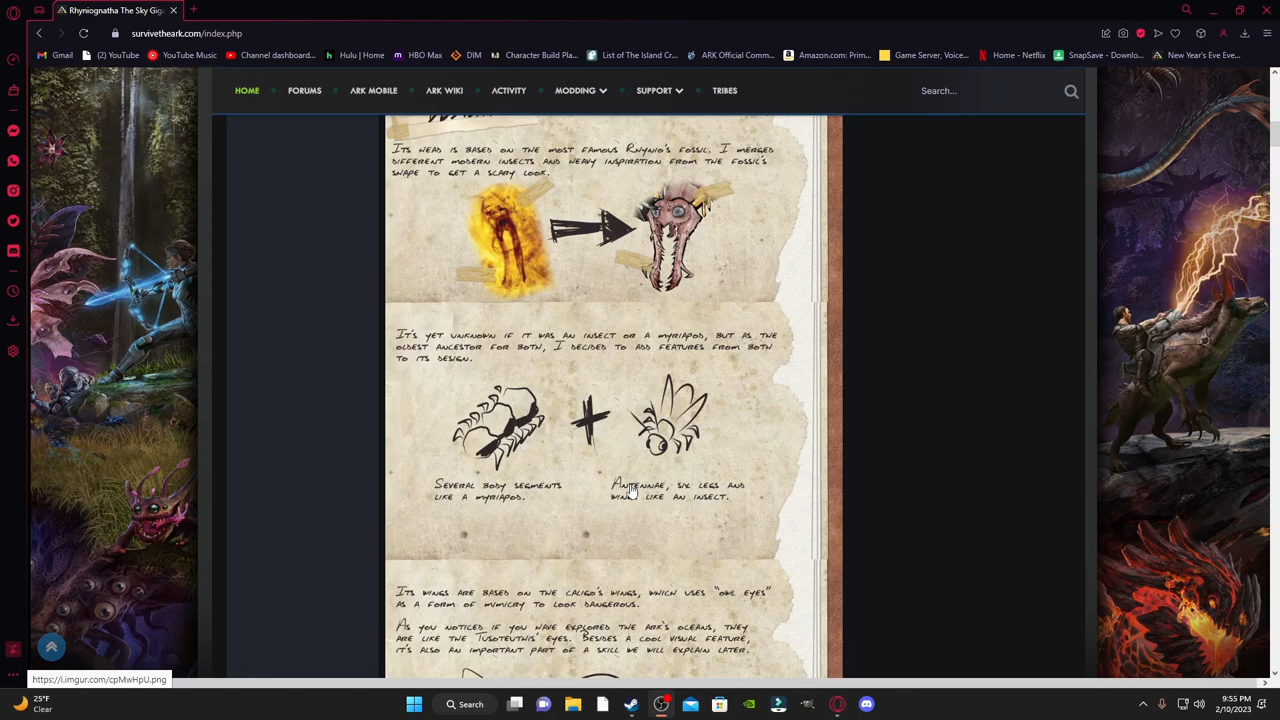 Rhyniognatha The Sky Giga
survivetheark.com/index.php
Gmail
(2) YouTube
YouTube Music
Channel dashboard...
Hulu | Home
HBO Max
DIM
Character Build Pla...
List of The Island Cr...
ARK Official Comm...
Amazon.com: Prim...
Game Server, Voice...
Home - Netflix
SnapSave - Downlo...
New Year's Eve Eve...
HOME
FORUMS
ARK MOBILE
ARK WIKI
ACTIVITY
MODDING
SUPPORT
TRIBES
Search...
Its head is based on the most famous Rhynio's fossil. I merged
different modern insects and heavy inspiration from the fossil's
shape to get a scary look.
It's yet unknown if it was an insect or a myriapod, but as the
oldest ancestor for both, I decided to add features from both
to its design.
Several body segments
like a myriapod.
Antennae, six legs and
wings like an insect.
Its wings are based on the caligo's wings, which uses "owl eyes"
as a form of mimicry to look dangerous.
As you noticed if you have explored the ark's oceans, they
are like the Tusoteuthis' eyes. Besides a cool visual feature,
it's also an important part of a skill we will explain later.
https://i.imgur.com/cpMwHpU.png
25°F
Clear
Search
9:55 PM
2/10/2023